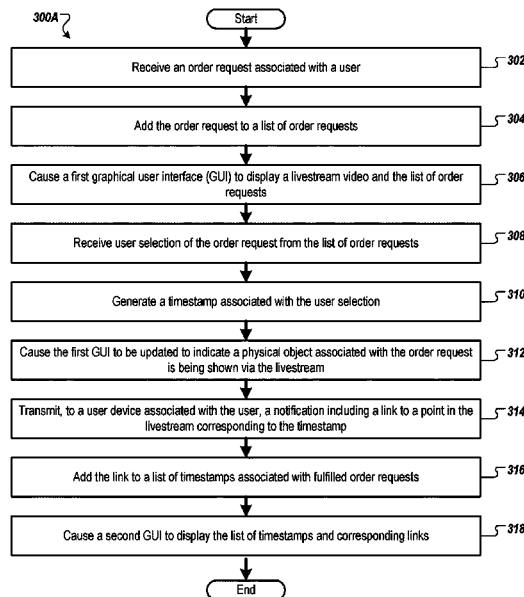 300A
Start
Receive an order request associated with a user
302
Add the order request to a list of order requests
304
Cause a first graphical user interface (GUI) to display a livestream video and the list of order
requests
306
Receive user selection of the order request from the list of order requests
308
Generate a timestamp associated with the user selection
310
Cause the first GUI to be updated to indicate a physical object associated with the order request
is being shown via the livestream
312
Transmit, to a user device associated with the user, a notification including a link to a point in the
livestream corresponding to the timestamp
314
Add the link to a list of timestamps associated with fulfilled order requests
316
Cause a second GUI to display the list of timestamps and corresponding links
318
End